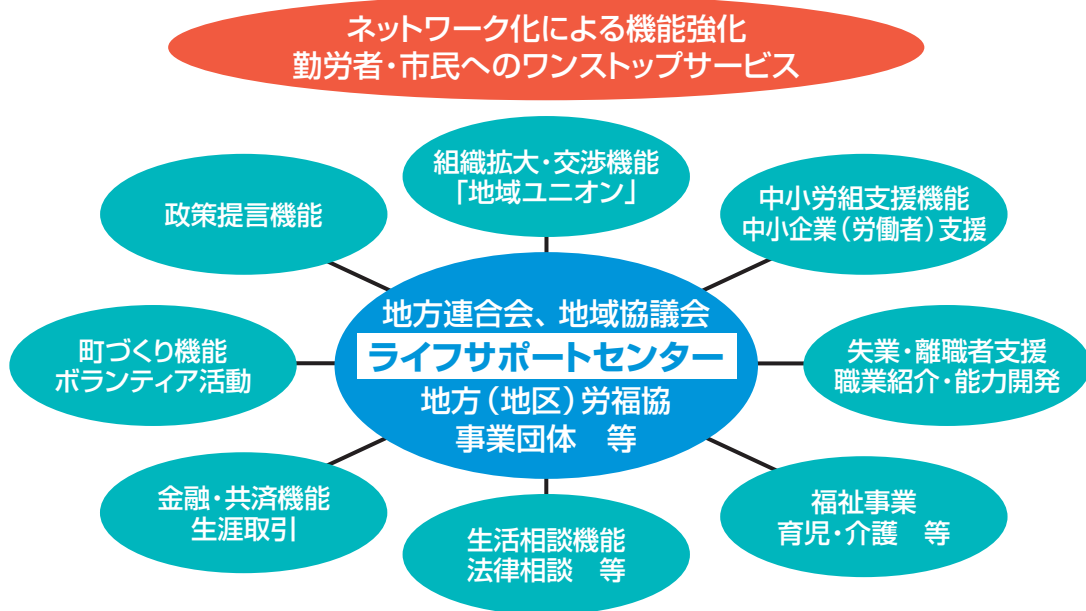 ネットワーク化による機能強化
勤労者・市民へのワンストップサービス
組織拡大・交渉機能
「地域ユニオン」
政策提言機能
中小労組支援機能
中小企業(労働者)支援
地方連合会、地域協議会
ライフサポートセンター
地方(地区)労福協
事業団体 等
町づくり機能
ボランティア活動
失業・離職者支援
職業紹介・能力開発
金融・共済機能
生涯取引
生活相談機能
法律相談 等
福祉事業
育児・介護 等